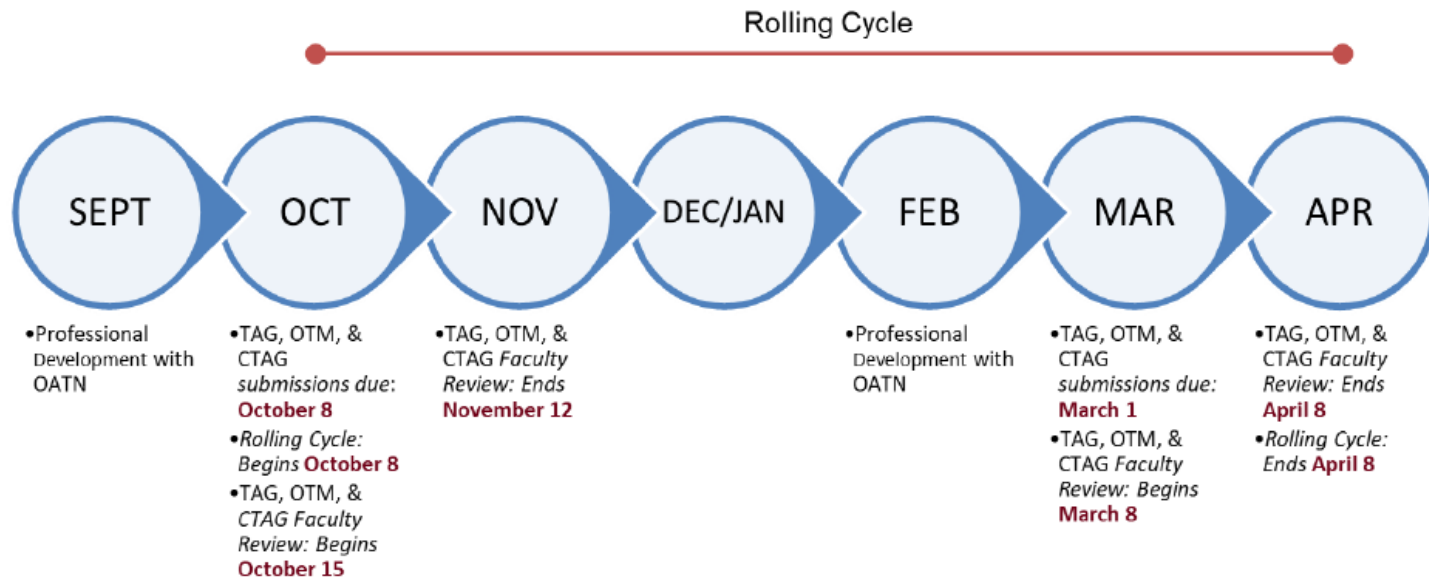 Rolling Cycle
SEPT
OCT
NOV
DEC/JAN
FEB
MAR
APR
•Professional
Development with
OATN
•TAG, OTM, &
CTAG
submissions due:
October 8
•Rolling Cycle:
Begins October 8
•TAG, OTM, &
CTAG Faculty
Review: Begins
October 15
•TAG, OTM, &
CTAG Faculty
Review: Ends
November 12
•Professional
Development with
OATN
•TAG, OTM, &
CTAG
submissions due:
March 1
•TAG, OTM, &
CTAG Faculty
Review: Begins
March 8
•TAG, OTM, &
CTAG Faculty
Review: Ends
April 8
•Rolling Cycle:
Ends April 8